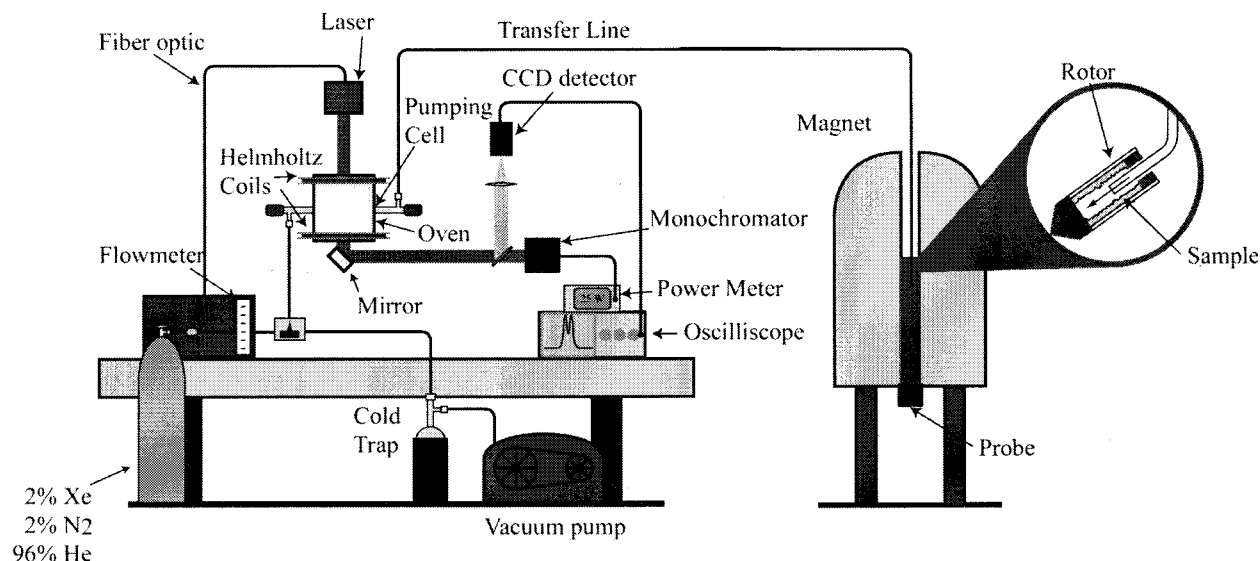 Laser
Transfer Line
Fiber optic
CCD detector
Rotor
Pumping
Cell
Magnet
Helmholtz
Coils
Monochromator
Oven
Flowmeter
Sample
Mirror
Power Meter
Oscilliscope
Cold
Trap
Probe
2% Xe
2% N2
96% He
Vacuum pump